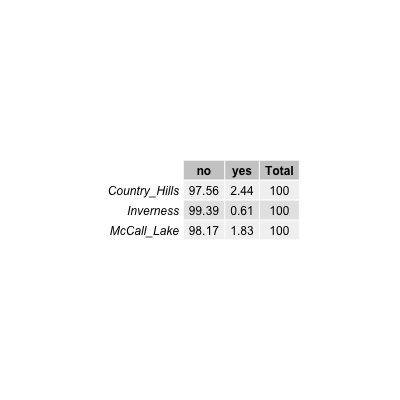 no yes Total
Country_Hills 97.56 2.44 100
Inverness 99.39 0.61 100
McCall_Lake 98.17 1.83 100